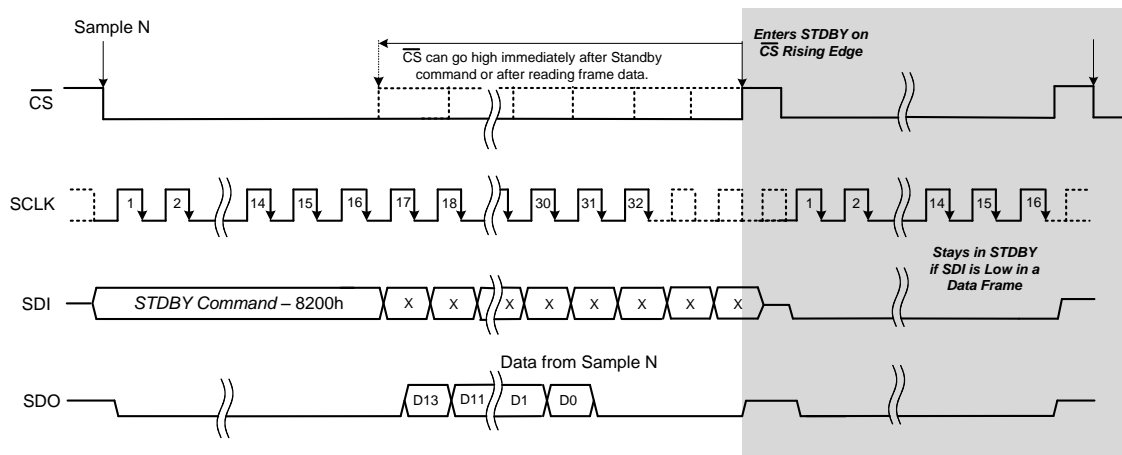 Sample N
CS can go high immediately after Standby
command or after reading frame data.
Enters STDBY on
CS Rising Edge
CS
SCLK
1 2 14 15 16 17 18 30 31 32 1 2 14 15 16
Stays in STDBY
if SDI is Low in a
Data Frame
SDI
STDBY Command – 8200h X X X X X X X X
Data from Sample N
SDO
D13 D11 D1 D0